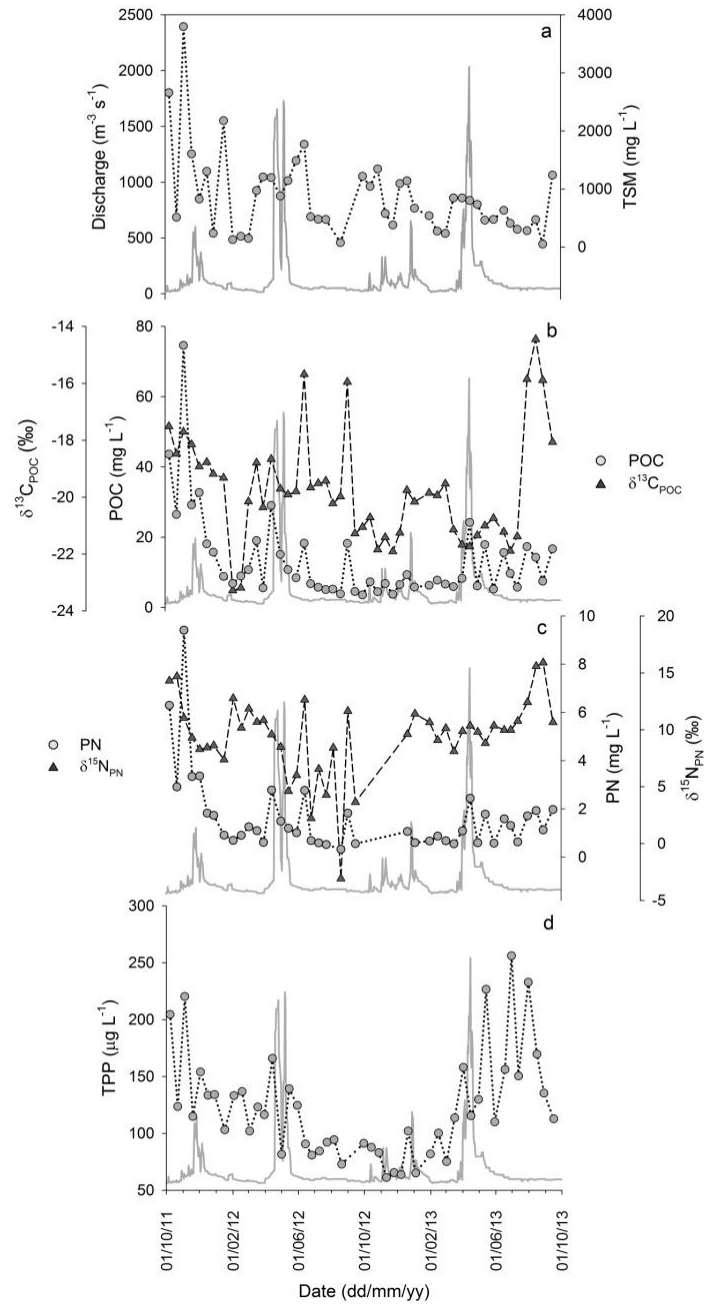 a
2500
2000
1500
1000
500
0
Discharge (m⁻³ s⁻¹)
4000
3000
2000
1000
0
TSM (mg L⁻¹)
b
-14
-16
-18
-20
-22
-24
δ¹³C_POC (‰)
80
60
40
20
0
POC (mg L⁻¹)
POC
δ¹³C_POC
c
PN
δ¹⁵N_PN
10
8
6
4
2
0
PN (mg L⁻¹)
20
15
10
5
0
-5
δ¹⁵N_PN (‰)
d
300
250
200
150
100
50
TPP (µg L⁻¹)
01/10/11
01/02/12
01/06/12
01/10/12
01/02/13
01/06/13
01/10/13
Date (dd/mm/yy)